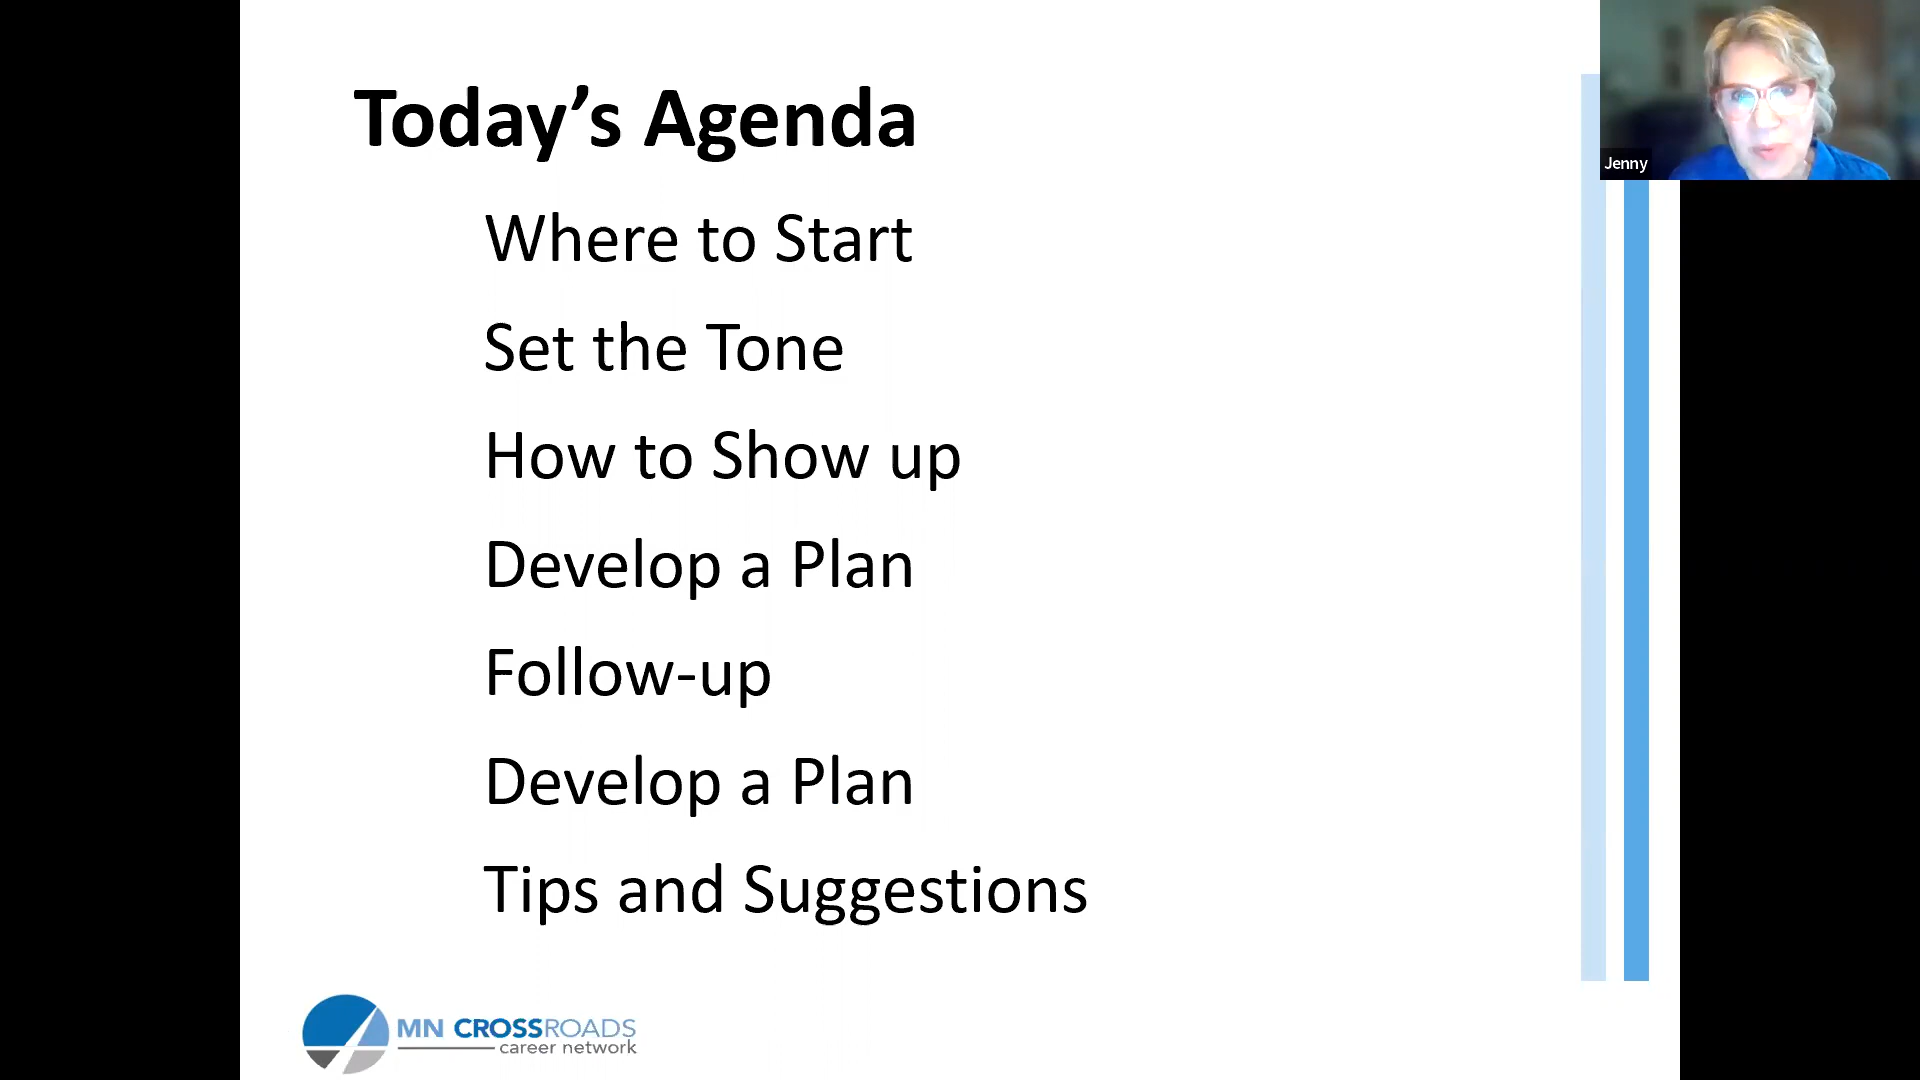 Today’s Agenda
Where to Start
Set the Tone
How to Show up
Develop a Plan
Follow-up
Develop a Plan
Tips and Suggestions
MN CROSSROADS
career network
Jenny